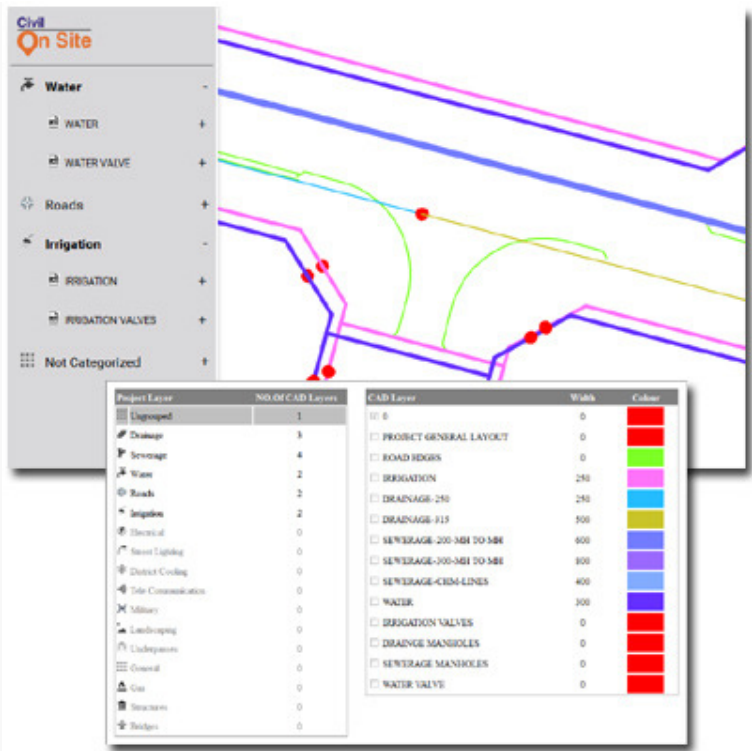 Civil
On Site
Water -
WATER +
WATER VALVE +
Roads +
Irrigation -
IRRIGATION +
IRRIGATION VALVES +
Not Categorized +
Project Layer NO.Of CAD Layers
Ungrouped 1
Drainage 3
Sewerage 4
Water 2
Roads 2
Irrigation 2
Electrical 0
Street Lighting 0
District Cooling 0
Tele Communication 0
Military 0
Landscaping 0
Underpasses 0
General 0
Gas 0
Structures 0
Bridges 0
CAD Layer Width Colour
0 0
PROJECT GENERAL LAYOUT 0
ROAD EDGES 0
IRRIGATION 250
DRAINAGE-250 250
DRAINAGE-315 500
SEWERAGE-200-MH TO MH 600
SEWERAGE-300-MH TO MH 800
SEWERAGE-CHM-LINES 400
WATER 300
IRRIGATION VALVES 0
DRAINGE MANHOLES 0
SEWERAGE MANHOLES 0
WATER VALVE 0